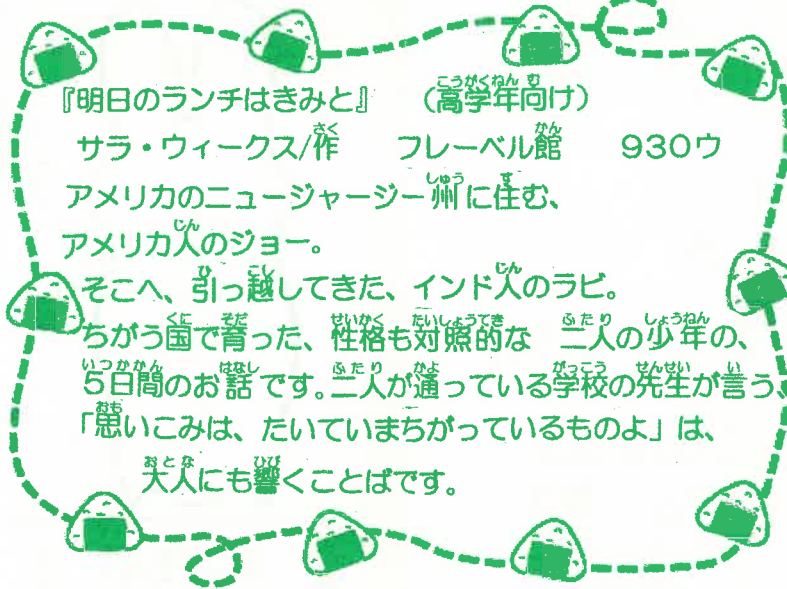 『明日のランチはきみと』 （高学年向け）
サラ・ウィークス/作 フレーベル館 930ウ
アメリカのニュージャージー州に住む、
アメリカ人のジョー。
そこへ、引っ越してきた、インド人のラビ。
ちがう国で育った、性格も対照的な 二人の少年の、
5日間のお話です。二人が通っている学校の先生が言う、
「思いこみは、たいていまちがっているものよ」は、
大人にも響くことばです。